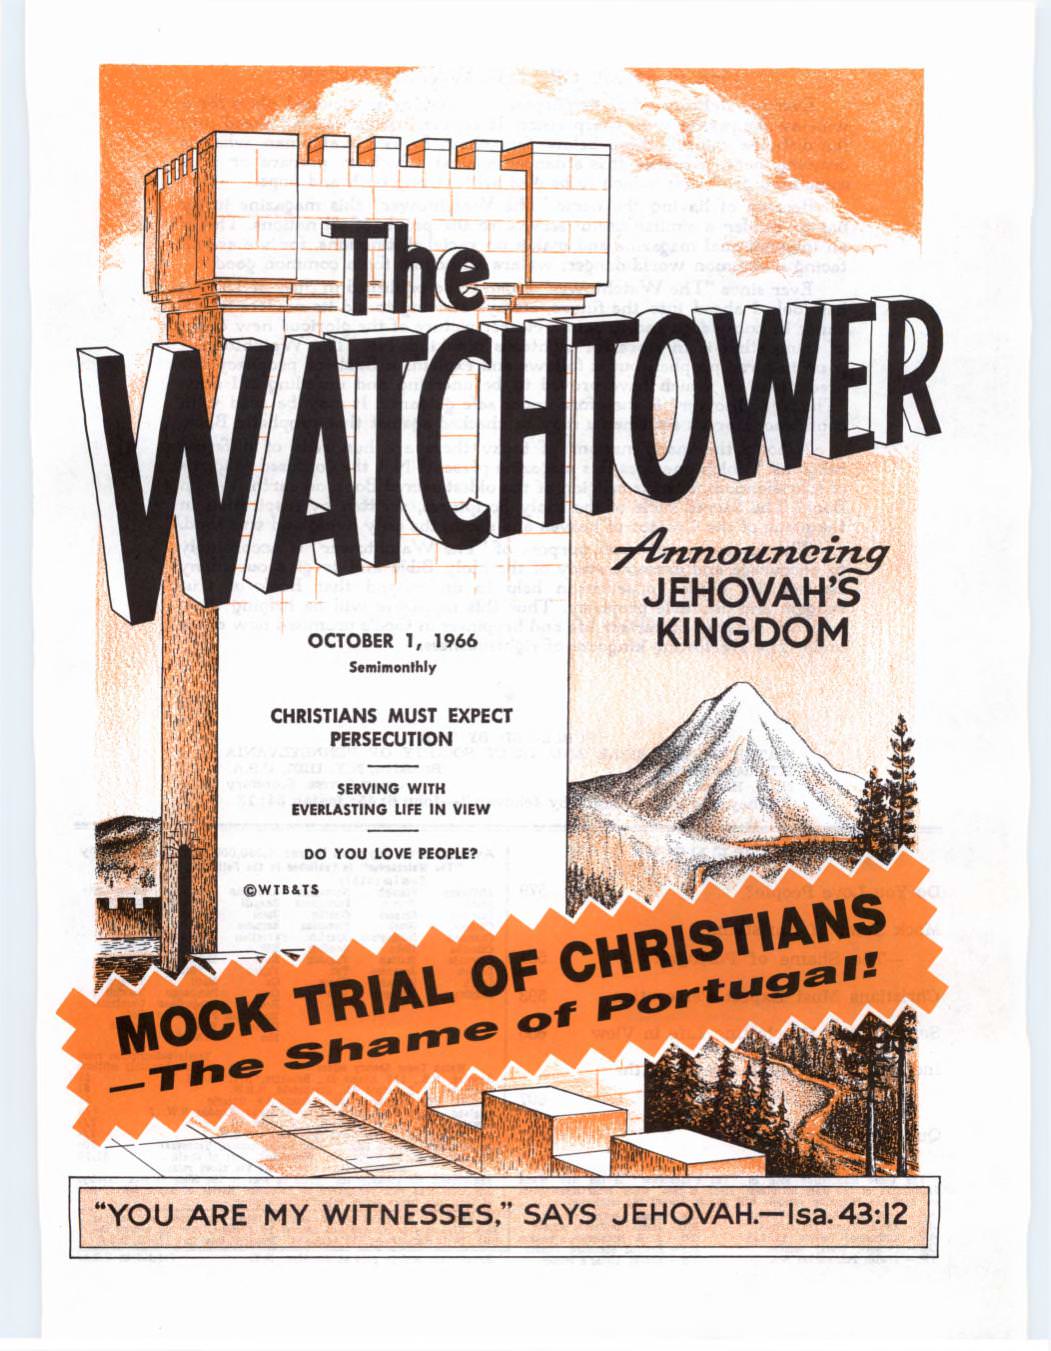 The
WATCHTOWER
Announcing
JEHOVAH'S
KINGDOM
OCTOBER 1, 1966
Semimonthly
CHRISTIANS MUST EXPECT
PERSECUTION
SERVING WITH
EVERLASTING LIFE IN VIEW
DO YOU LOVE PEOPLE?
©WTB&TS
MOCK TRIAL OF CHRISTIANS
—The Shame of Portugal!
"YOU ARE MY WITNESSES," SAYS JEHOVAH.—Isa. 43:12